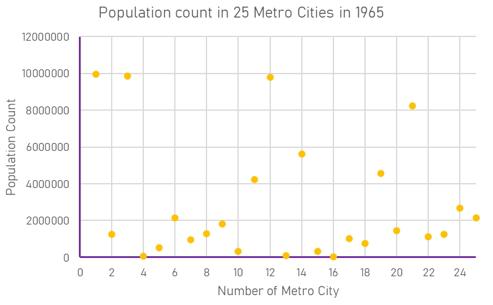 Population count in 25 Metro Cities in 1965
12000000
10000000
8000000
6000000
4000000
2000000
0
Population Count
0 2 4 6 8 10 12 14 16 18 20 22 24
Number of Metro City